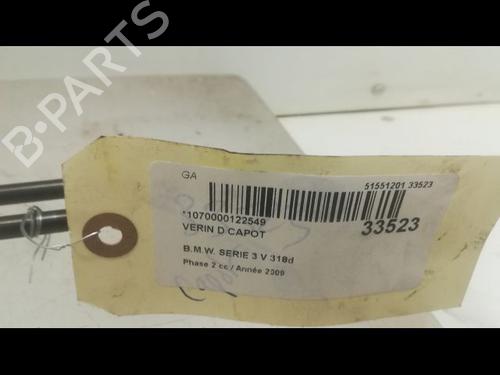 B-PARTS
GA
51551201 33523
*1070000122549
33523
VERIN D CAPOT
B.M.W. SERIE 3 V 318d
Phase 2 cc / Année 2009